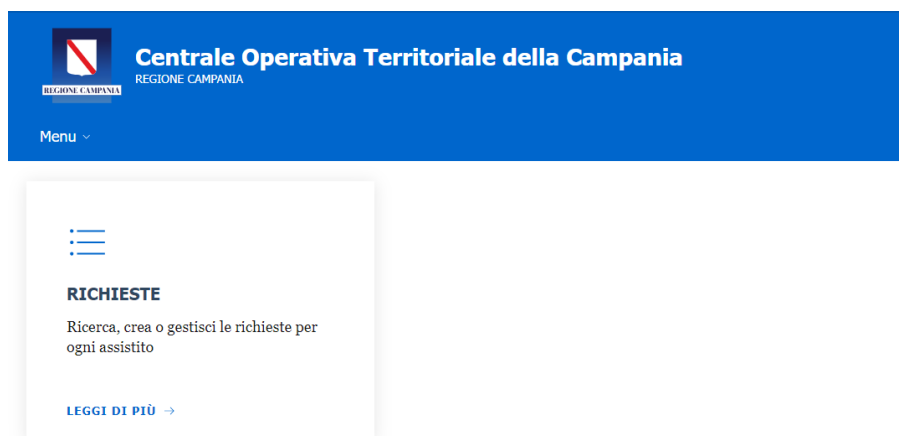 Centrale Operativa Territoriale della Campania
REGIONE CAMPANIA
REGIONE CAMPANIA
Menu
RICHIESTE
Ricerca, crea o gestisci le richieste per
ogni assistito
LEGGI DI PIÙ →